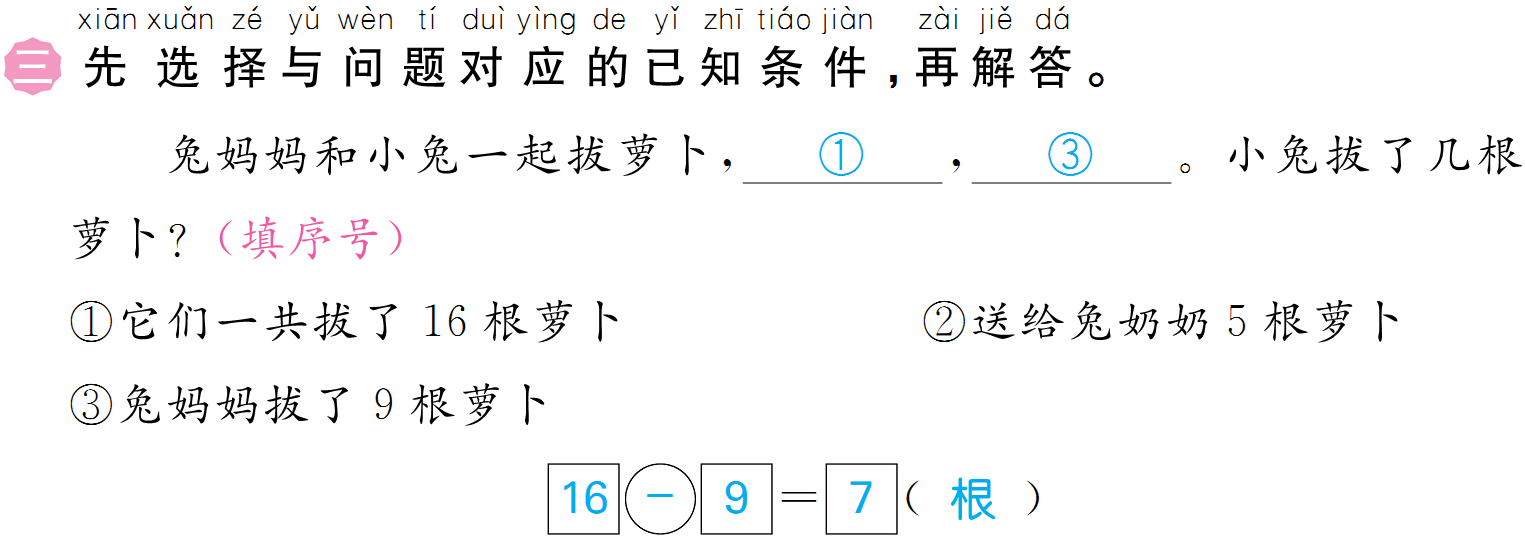 xiān xuǎn zé yǔ wèn tí duì yìng de yǐ zhī tiáo jiàn zài jiě dá
三 先选择与问题对应的已知条件,再解答。
兔妈妈和小兔一起拔萝卜, ① , ③ 。小兔拔了几根
萝卜?(填序号)
①它们一共拔了 16 根萝卜 ②送给兔奶奶 5 根萝卜
③兔妈妈拔了 9 根萝卜
16 - 9 = 7 ( 根 )